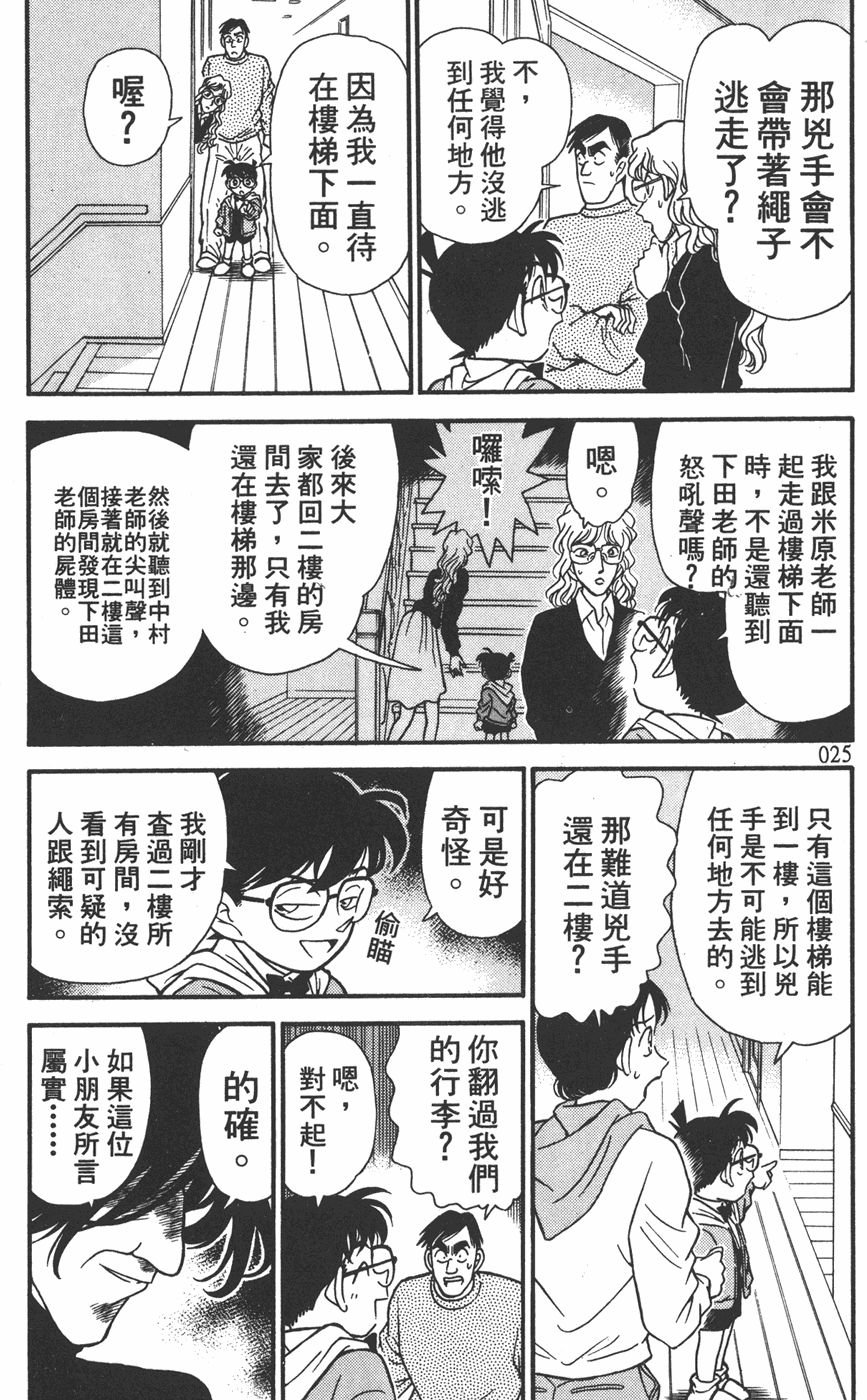 那兇手會不
會帶著繩子
逃走了？
不，
我覺得他沒逃
到任何地方。
因為我一直待
在樓梯下面。
喔？
我跟米原老師一
起走過樓梯下面
時，不是還聽到
下田老師的
怒吼聲嗎？
嗯。
囉嗦！
後來大
家都回二樓的房
間去了，只有我
還在樓梯那邊。
然後就聽到中村
老師的尖叫聲，
接著就在二樓這
個房間發現下田
老師的屍體。
025
只有這個樓梯能
到一樓，所以兇
手是不可能逃到
任何地方去的。
那難道兇手
還在二樓？
可是好
奇怪。
偷瞄
我剛才
查過二樓所
有房間，沒
看到可疑的
人跟繩索。
你翻過我們
的行李？
嗯，
對不起！
的確。
如果這位
小朋友所言
屬實……